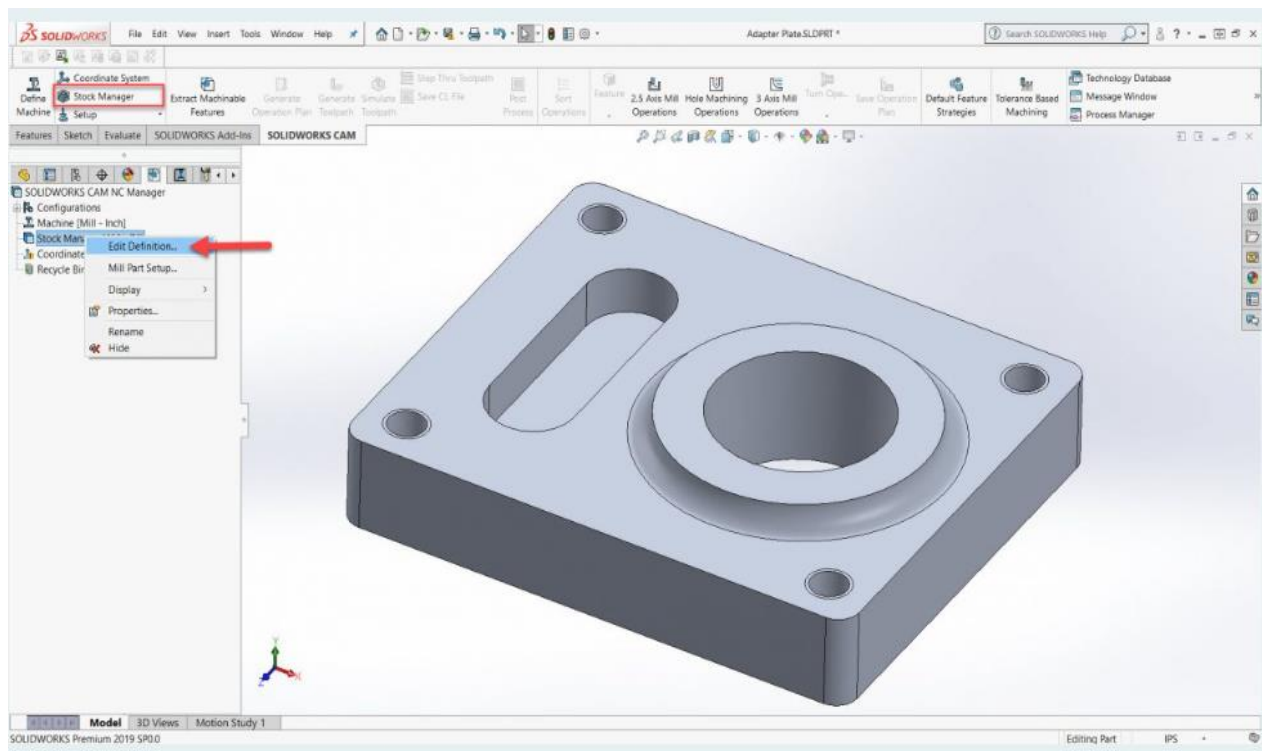 SOLIDWORKS File Edit View Insert Tools Window Help Adapter Plate.SLDPRT * Search SOLIDWORKS Help
Define Machine
Coordinate System
Stock Manager
Setup
Extract Machinable Features
Generate Operation Plan
Generate Toolpath
Simulate Toolpath
Step Thru Toolpath
Save CL File
Post Process
Sort Operations
Feature
2.5 Axis Mill Operations
Hole Machining Operations
3 Axis Mill Operations
Turn Ope...
Save Operation Plan
Default Feature Strategies
Tolerance Based Machining
Technology Database
Message Window
Process Manager
Features Sketch Evaluate SOLIDWORKS Add-Ins SOLIDWORKS CAM
SOLIDWORKS CAM NC Manager
Configurations
Machine [Mill - Inch]
Stock Man
Edit Definition...
Coordinate
Mill Part Setup...
Recycle Bin
Display
Properties...
Rename
Hide
Y
X
Z
Model 3D Views Motion Study 1
SOLIDWORKS Premium 2019 SP0.0 Editing Part IPS